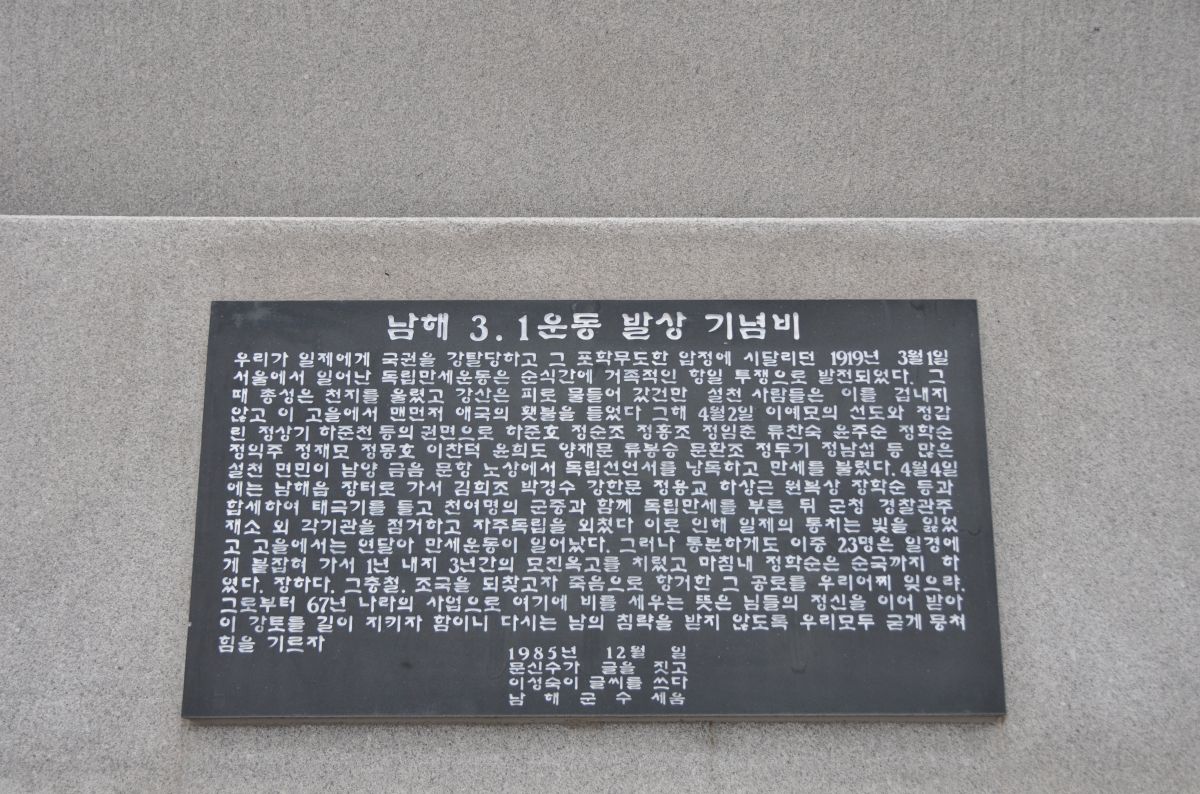 남해 3.1운동 발상 기념비
우리가 일제에게 국권을 강탈당하고 그 포학무도한 압정에 시달리던 1919년 3월1일
서울에서 일어난 독립만세운동은 순식간에 거족적인 항일 투쟁으로 발전되었다. 그
때 종성은 천지를 울렸고 강산은 피로 물들어 갔건만 설천 사람들은 이를 겁내지
않고 이 고을에서 맨먼저 애국의 횃불을 들었다 그해 4월2일 이예모의 선도와 정갑
린 정상기 하준천 등의 권면으로 하준호 정순조 정홍조 정임춘 류찬숙 윤주순 정학순
정의주 정재모 정몽호 이찬덕 윤희도 양재문 류봉승 문환조 정두기 정남섭 등 많은
설천 면민이 남양 금음 문항 노상에서 독립선언서를 낭독하고 만세를 불렀다. 4월4일
에는 남해읍 장터로 가서 김희조 박경수 강한문 정용교 하상근 원복상 장학순 등과
합세하여 태극기를 들고 천여명의 군중과 함께 독립만세를 부른 뒤 군청 경찰관주
재소 외 각기관을 점거하고 자주독립을 외쳤다 이로 인해 일제의 통치는 빛을 잃었
고 고을에서는 연달아 만세운동이 일어났다. 그러나 통분하게도 이중 23명은 일경에
게 붙잡혀 가서 1년 내지 3년간의 모진옥고를 치렀고 마침내 정학순은 순국까지 하
였다. 장하다. 그충절. 조국을 되찾고자 죽음으로 항거한 그 공로를 우리어찌 잊으랴.
그로부터 67년 나라의 사업으로 여기에 비를 세우는 뜻은 님들의 정신을 이어 받아
이 강토를 길이 지키자 함이니 다시는 남의 침략을 받지 않도록 우리모두 굳게 뭉쳐
힘을 기르자
1985년 12월 일
문신수가 글을 짓고
이성숙이 글씨를 쓰다
남해군수 세움